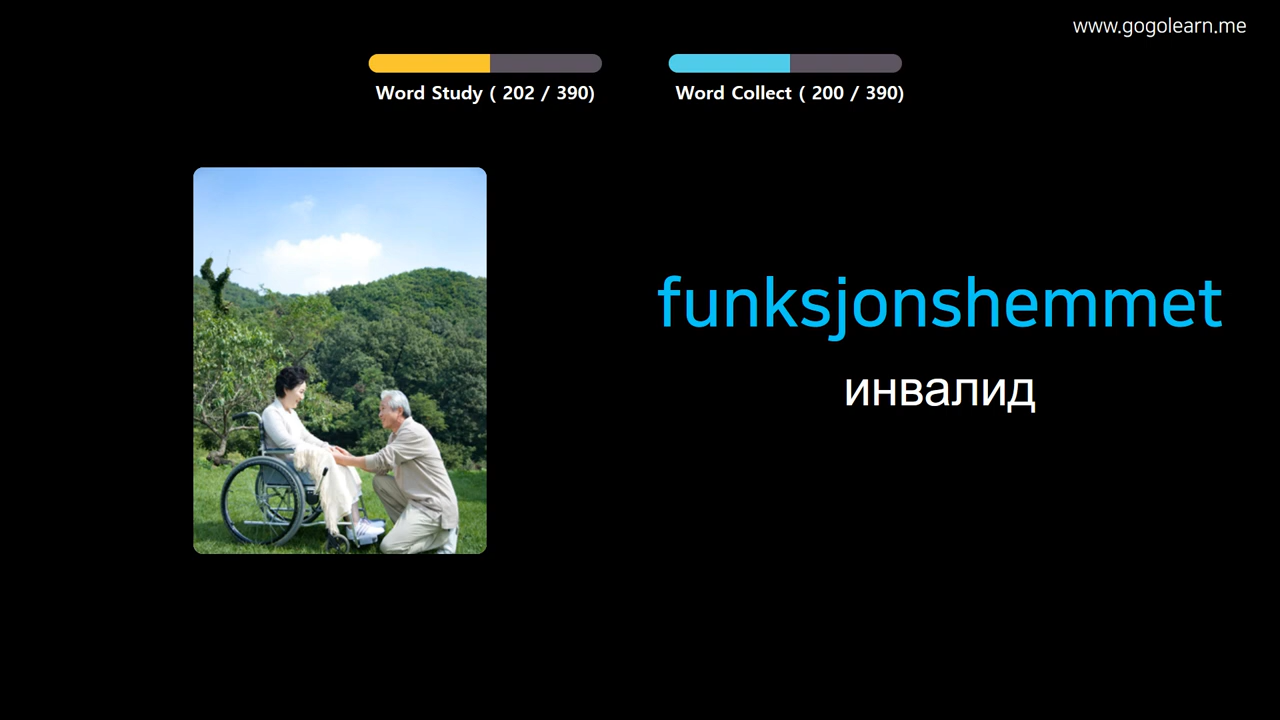 www.gogolearn.me
Word Study ( 202 / 390)
Word Collect ( 200 / 390)
funksjonshemmet
инвалид